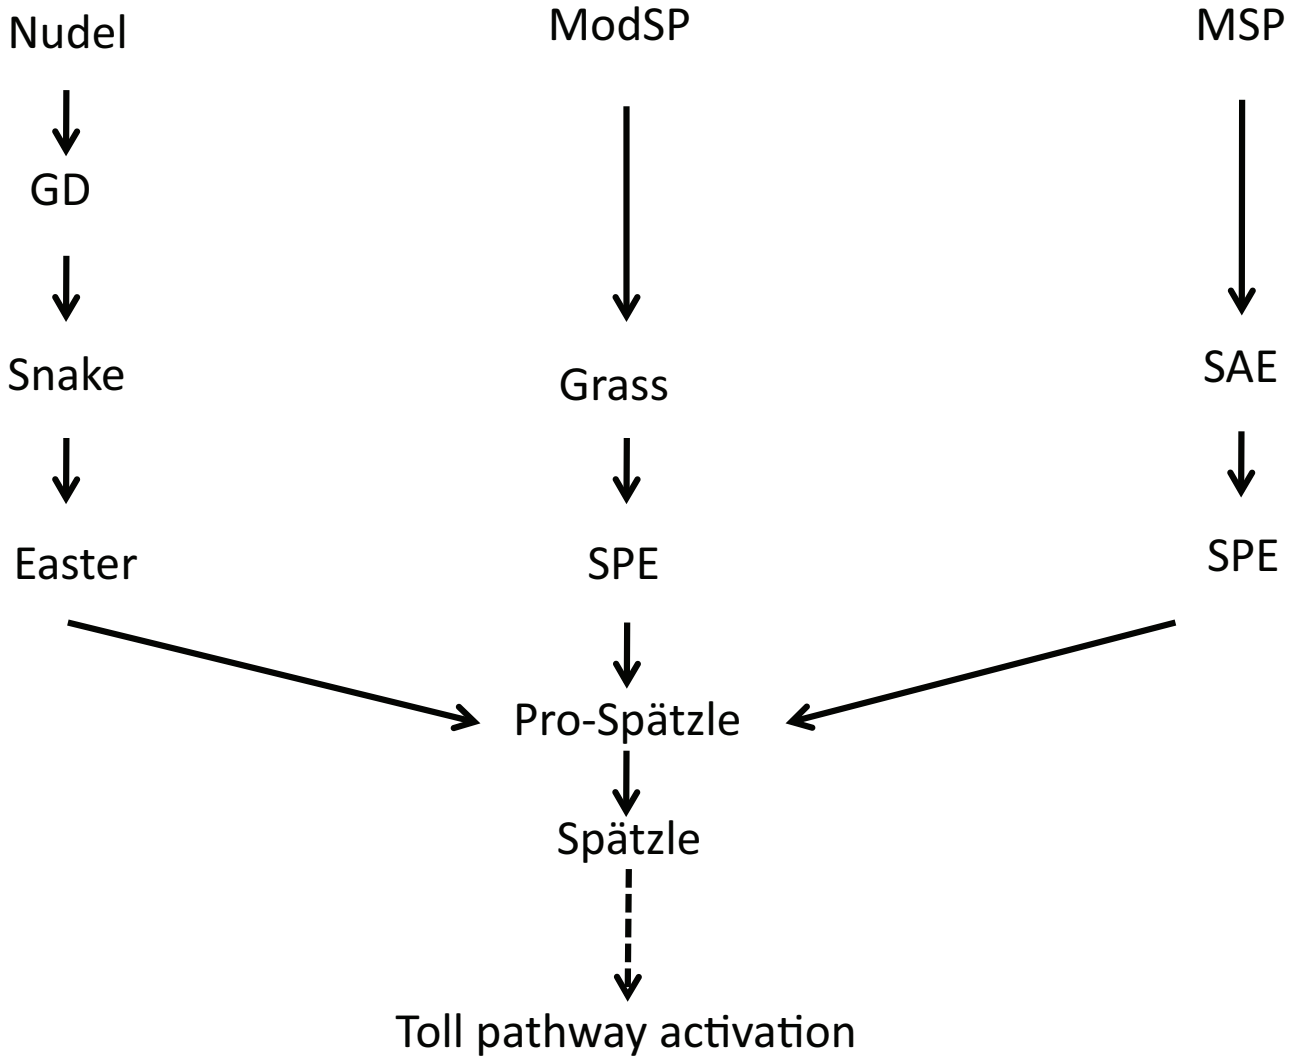 Nudel
ModSP
MSP
GD
Snake
Grass
SAE
Easter
SPE
SPE
Pro-Spätzle
Spätzle
Toll pathway activation